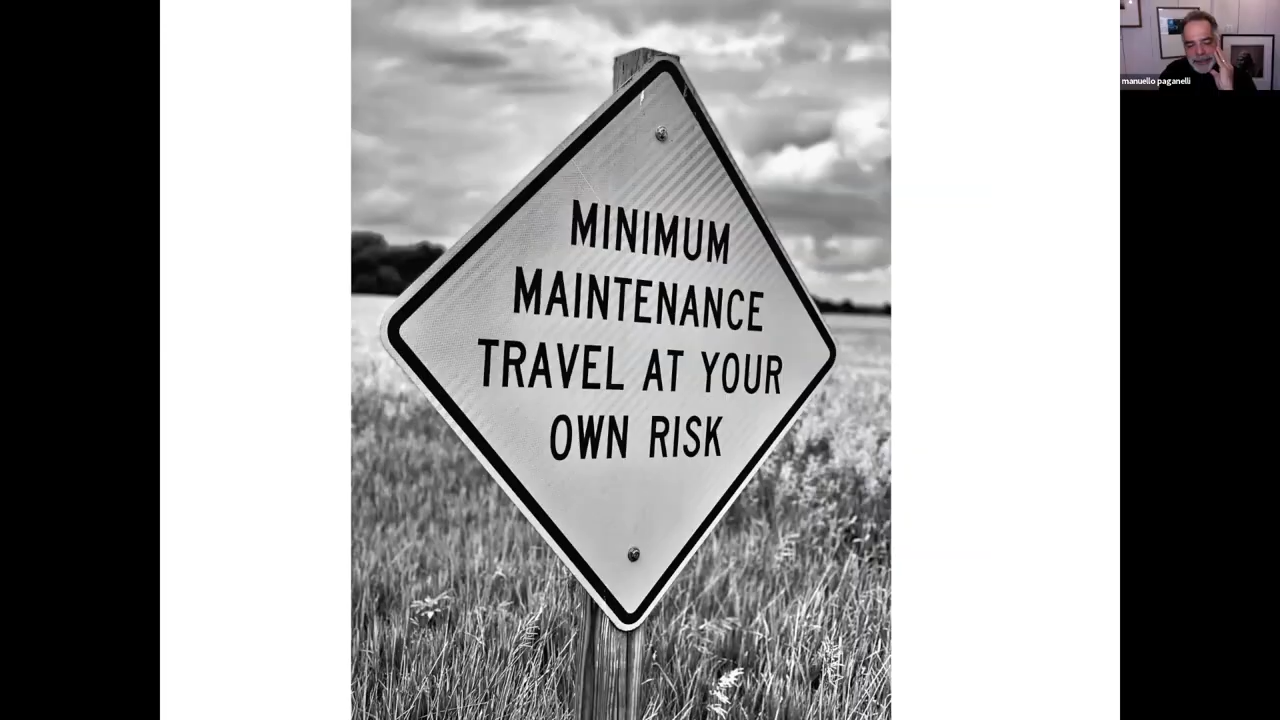 MINIMUM
MAINTENANCE
TRAVEL AT YOUR
OWN RISK
manuello paganelli